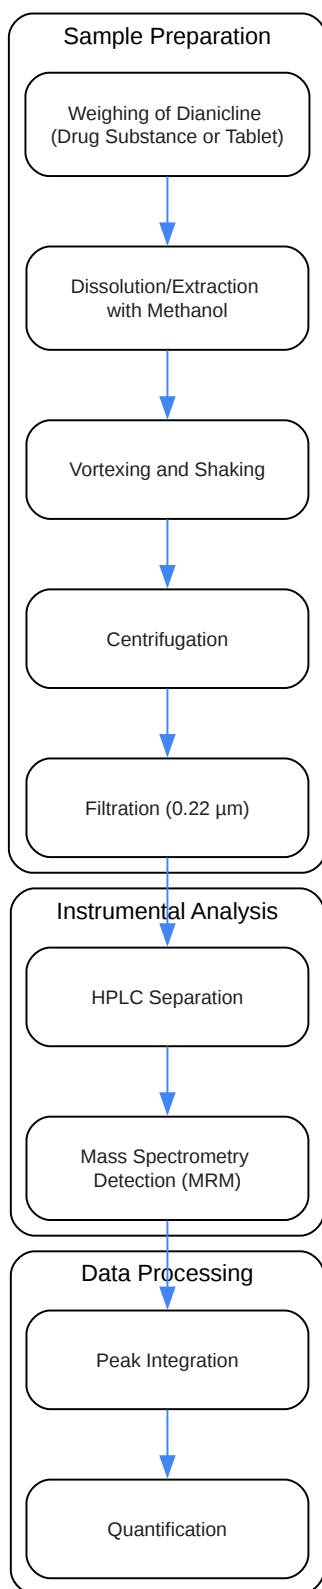 Sample Preparation
Weighing of Dianicline
(Drug Substance or Tablet)
Dissolution/Extraction
with Methanol
Vortexing and Shaking
Centrifugation
Filtration (0.22 µm)
Instrumental Analysis
HPLC Separation
Mass Spectrometry
Detection (MRM)
Data Processing
Peak Integration
Quantification